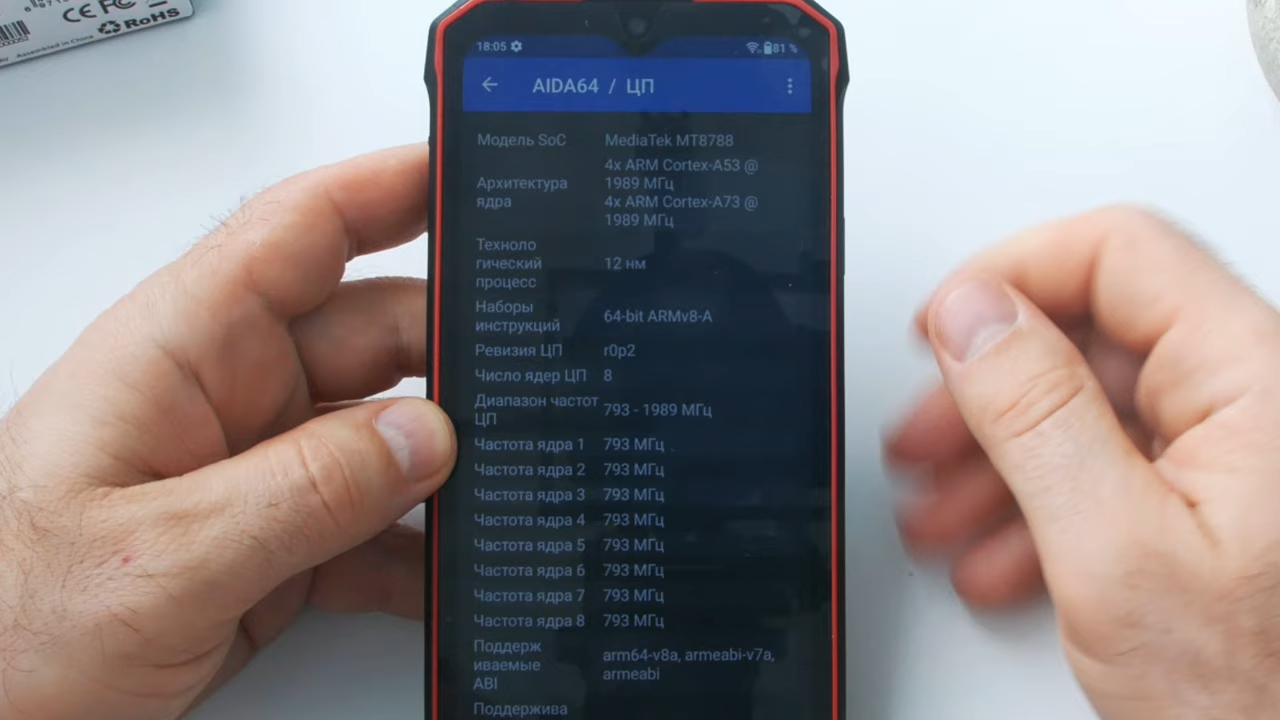 CE FC RoHS
Assembled in China
18:05
81 %
AIDA64 / ЦП
Модель SoC MediaTek MT8788
Архитектура ядра
4x ARM Cortex-A53 @
1989 МГц
4x ARM Cortex-A73 @
1989 МГц
Техноло
гический
процесс
12 нм
Наборы
инструкций
64-bit ARMv8-A
Ревизия ЦП r0p2
Число ядер ЦП 8
Диапазон частот
ЦП
793 - 1989 МГц
Частота ядра 1 793 МГц
Частота ядра 2 793 МГц
Частота ядра 3 793 МГц
Частота ядра 4 793 МГц
Частота ядра 5 793 МГц
Частота ядра 6 793 МГц
Частота ядра 7 793 МГц
Частота ядра 8 793 МГц
Поддерж
иваемые
ABI
arm64-v8a, armeabi-v7a,
armeabi
Поддержива